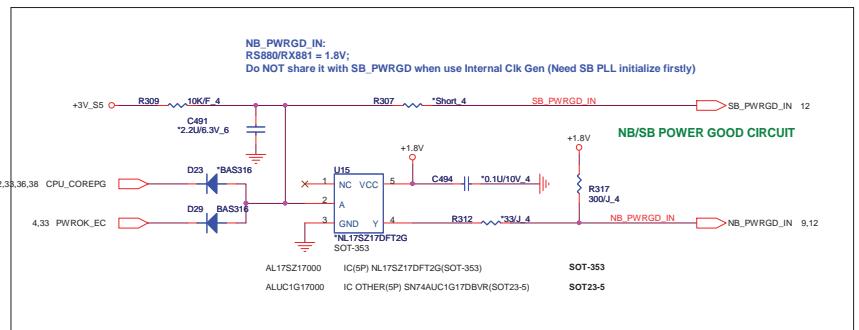 NB_PWRGD_IN:
RS880/RX881 = 1.8V;
Do NOT share it with SB_PWRGD when use Internal Clk Gen (Need SB PLL initialize firstly)
+3V_S5 R309 10K/F_4 R307 *Short_4 SB_PWRGD_IN SB_PWRGD_IN 12
C491
*2.2U/6.3V_6
NB/SB POWER GOOD CIRCUIT
+1.8V +1.8V
D23 *BAS316 U15 C494 *0.1U/10V_4
2,33,36,38 CPU_COREPG 1 NC VCC 5
R317
300/J_4
2 A
D29 BAS316
4,33 PWROK_EC 3 GND Y 4 R312 *33/J_4 NB_PWRGD_IN NB_PWRGD_IN 9,12
*NL17SZ17DFT2G
SOT-353
AL17SZ17000 IC(5P) NL17SZ17DFT2G(SOT-353) SOT-353
ALUC1G17000 IC OTHER(5P) SN74AUC1G17DBVR(SOT23-5) SOT23-5